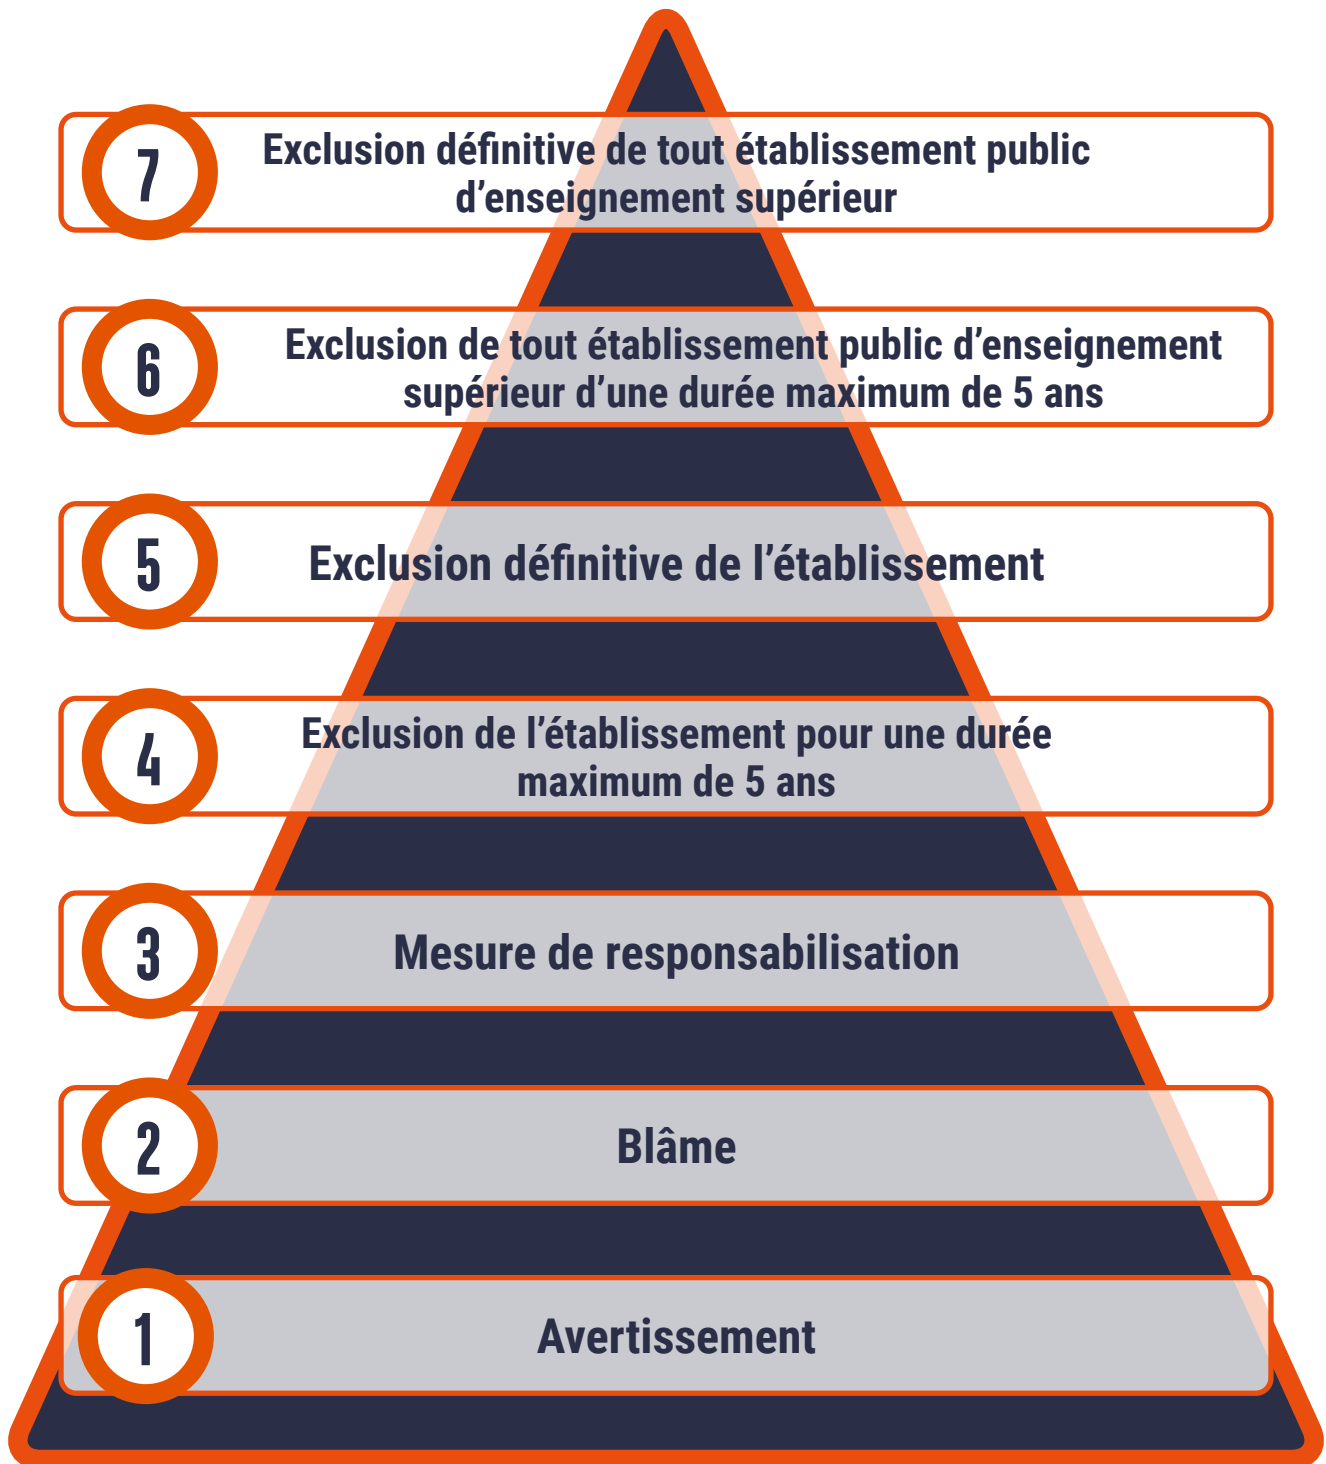 7
Exclusion définitive de tout établissement public
d’enseignement supérieur
6
Exclusion de tout établissement public d’enseignement
supérieur d’une durée maximum de 5 ans
5
Exclusion définitive de l’établissement
4
Exclusion de l’établissement pour une durée
maximum de 5 ans
3
Mesure de responsabilisation
2
Blâme
1
Avertissement